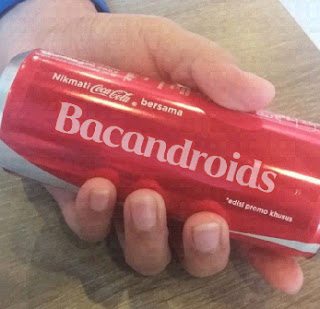 Nikmati Coca-Cola® bersama
Bacandroids
*edisi promo khusus